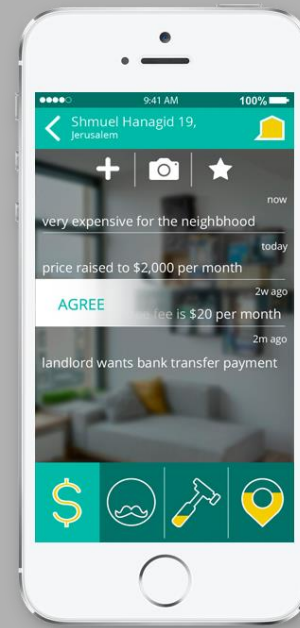 9:41 AM
100%
Shmuel Hanagid 19,
Jerusalem
now
very expensive for the neighbhood
today
price raised to $2,000 per month
2w ago
AGREE fee is $20 per month
2m ago
landlord wants bank transfer payment
$